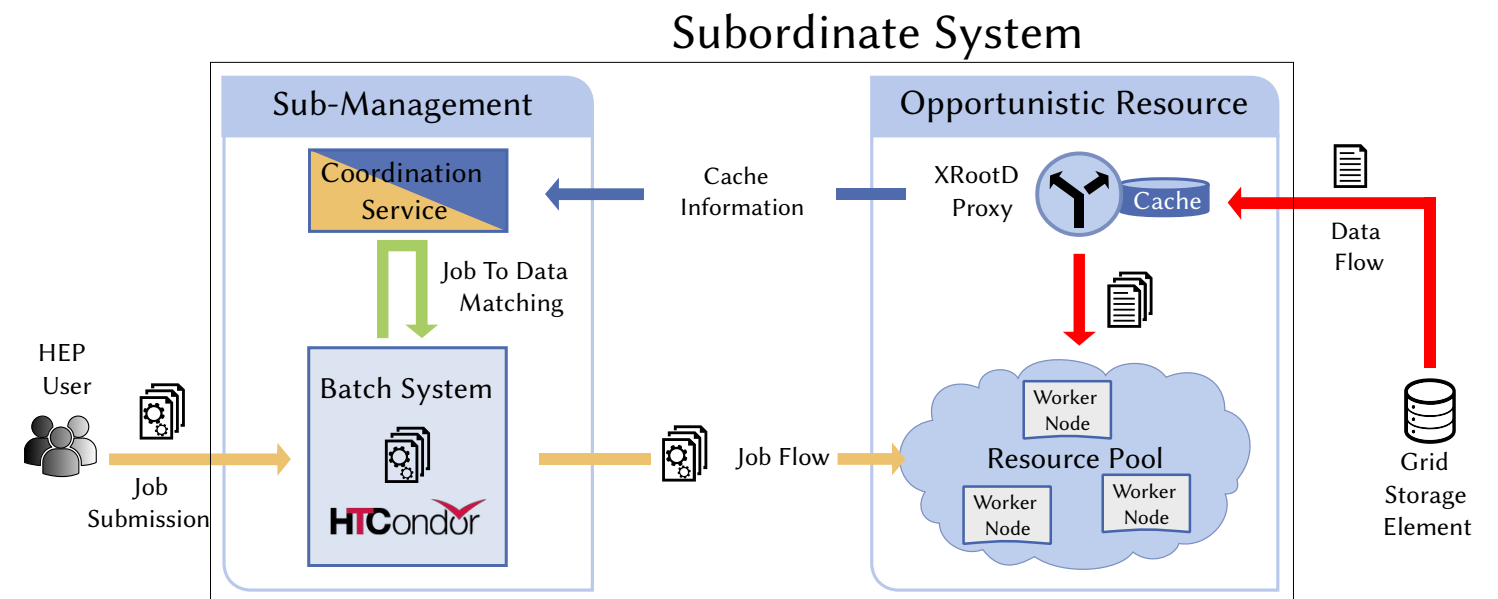 Subordinate System
Sub-Management
Coordination
Service
Job To Data
Matching
HEP
User
Job
Submission
Batch System
HTCondor
Cache
Information
Job Flow
Opportunistic Resource
XRootD
Proxy
Cache
Worker
Node
Resource Pool
Worker
Node
Worker
Node
Data
Flow
Grid
Storage
Element